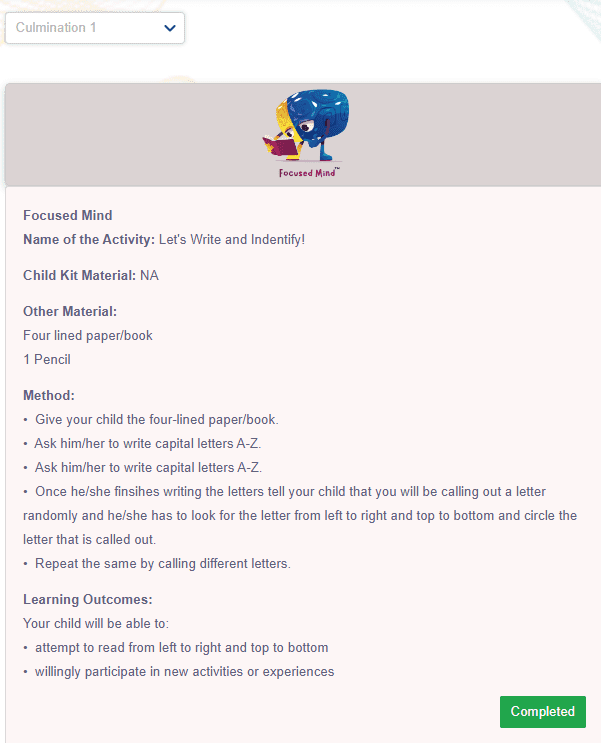 Culmination 1
Focused Mind™
Focused Mind
Name of the Activity: Let's Write and Indentify!
Child Kit Material: NA
Other Material:
Four lined paper/book
1 Pencil
Method:
• Give your child the four-lined paper/book.
• Ask him/her to write capital letters A-Z.
• Ask him/her to write capital letters A-Z.
• Once he/she finsihes writing the letters tell your child that you will be calling out a letter
randomly and he/she has to look for the letter from left to right and top to bottom and circle the
letter that is called out.
• Repeat the same by calling different letters.
Learning Outcomes:
Your child will be able to:
• attempt to read from left to right and top to bottom
• willingly participate in new activities or experiences
Completed